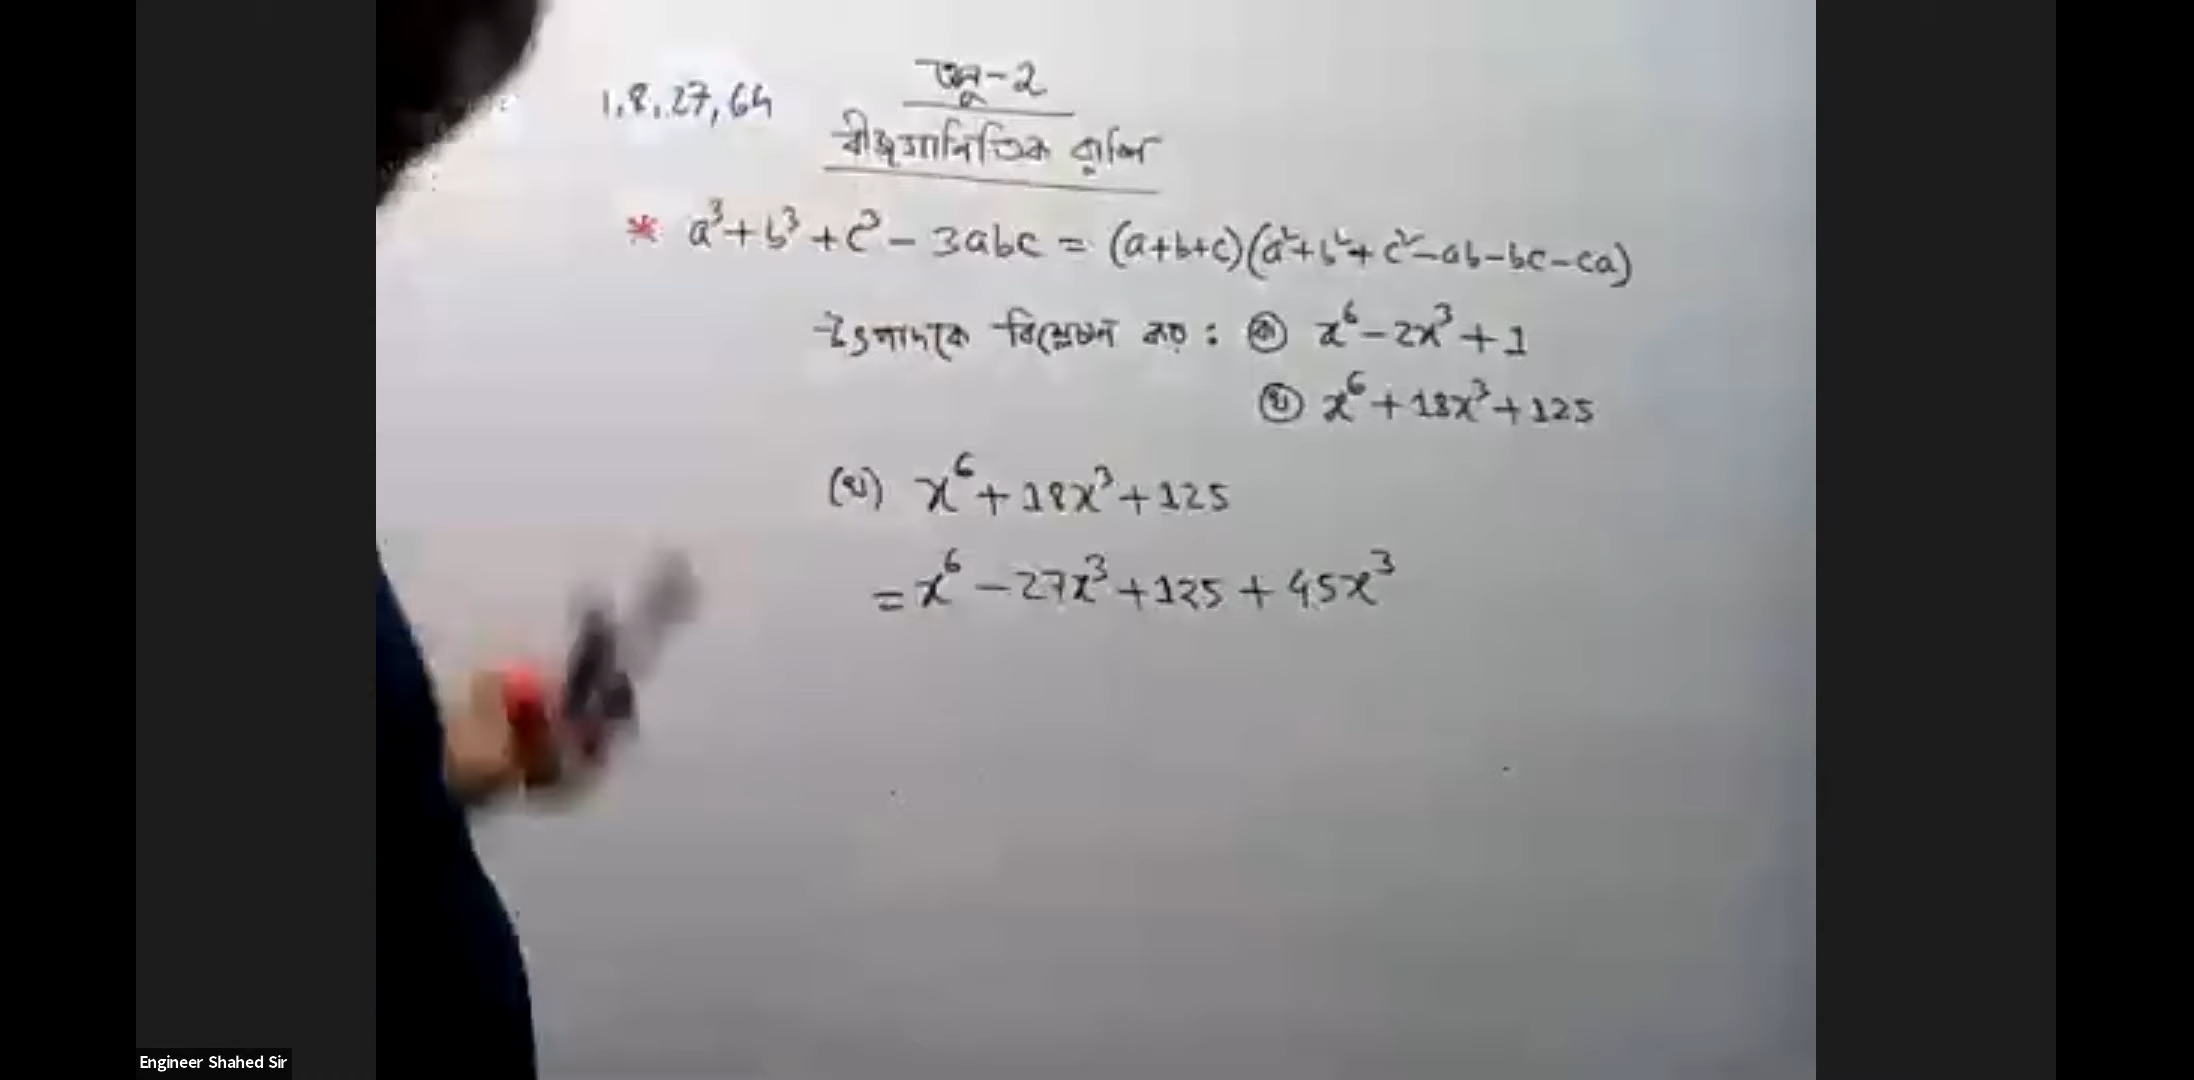 অনু-2
1, 8, 27, 64
বীজগানিতিক রাশি
* a³+b³+c³-3abc = (a+b+c)(a²+b²+c²-ab-bc-ca)
উৎপাদকে বিশ্লেষণ কর : (ক) x⁶-2x³+1
(খ) x⁶+18x³+125
(খ) x⁶+18x³+125
= x⁶-27x³+125+45x³
Engineer Shahed Sir